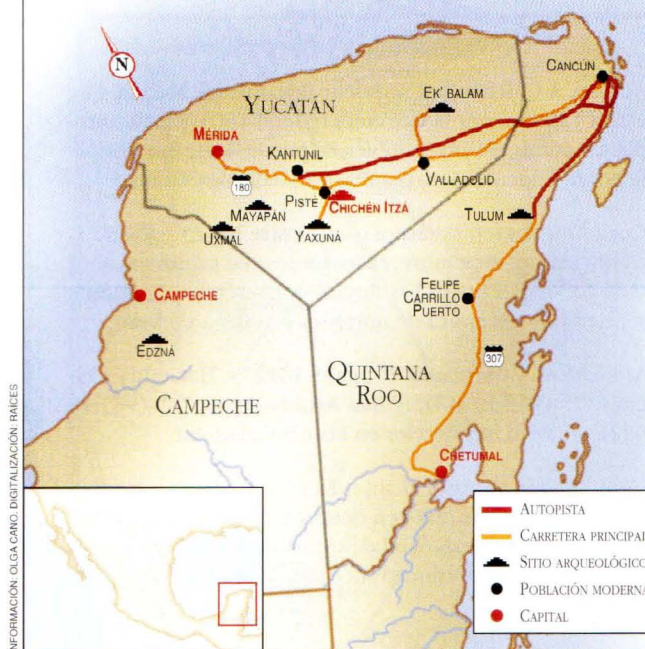 N
CANCÚN
EK' BALAM
YUCATÁN
MÉRIDA
KANTUNIL
180
VALLADOLID
PISTÉ
CHICHÉN ITZÁ
MAYAPÁN
TULUM
UXMAL
YAXUNÁ
FELIPE
CARRILLO
PUERTO
CAMPECHE
EDZNÁ
307
QUINTANA
ROO
CAMPECHE
CHETUMAL
AUTOPISTA
CARRETERA PRINCIPAL
SITIO ARQUEOLÓGICO
POBLACIÓN MODERNA
CAPITAL
NFORMACIÓN: OLGA CANO. DIGITALIZACIÓN: RAÍCES